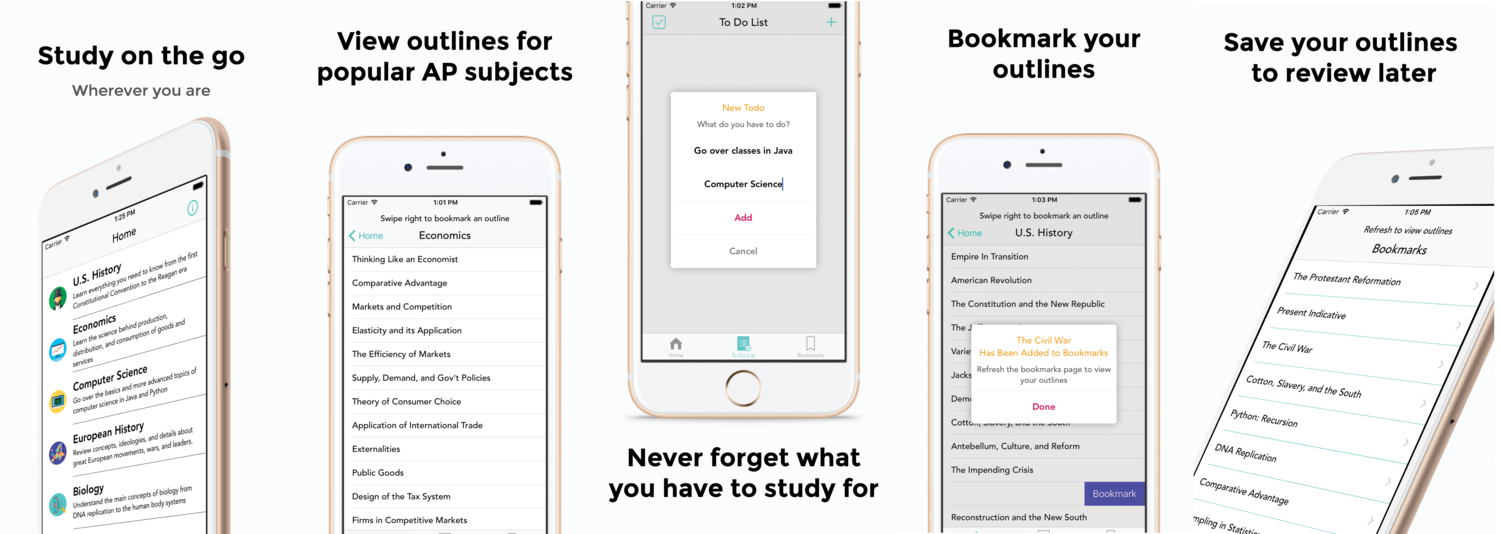 Study on the go
Wherever you are
Carrier
1:25 PM
Home
U.S. History
Learn everything you need to know from the first
Constitutional Convention to the Reagan era
Economics
Learn the science behind production,
distribution, and consumption of goods and
services
Computer Science
Go over the basics and more advanced topics of
computer science in Java and Python
European History
Review concepts, ideologies, and details about
great European movements, wars, and leaders.
Biology
Understand the main concepts of biology from
DNA replication to the human body systems
View outlines for
popular AP subjects
Carrier
1:01 PM
Swipe right to bookmark an outline
Home
Economics
Thinking Like an Economist
Comparative Advantage
Markets and Competition
Elasticity and its Application
The Efficiency of Markets
Supply, Demand, and Gov't Policies
Theory of Consumer Choice
Application of International Trade
Externalities
Public Goods
Design of the Tax System
Firms in Competitive Markets
Carrier
1:02 PM
To Do List
New Todo
What do you have to do?
Go over classes in Java
Computer Science
Add
Cancel
Home
To Do List
Bookmarks
Never forget what
you have to study for
Bookmark your
outlines
Carrier
1:03 PM
Swipe right to bookmark an outline
Home
U.S. History
Empire In Transition
American Revolution
The Constitution and the New Republic
The J
Varie
Jacks
Demo
The Civil War
Has Been Added to Bookmarks
Refresh the bookmarks page to view
your outlines
Done
Cotton, Slavery, and the South
Antebellum, Culture, and Reform
The Impending Crisis
Bookmark
Reconstruction and the New South
Save your outlines
to review later
Carrier
1:05 PM
Refresh to view outlines
Bookmarks
The Protestant Reformation
Present Indicative
The Civil War
Cotton, Slavery, and the South
Python: Recursion
DNA Replication
Comparative Advantage
mpling in Statistic